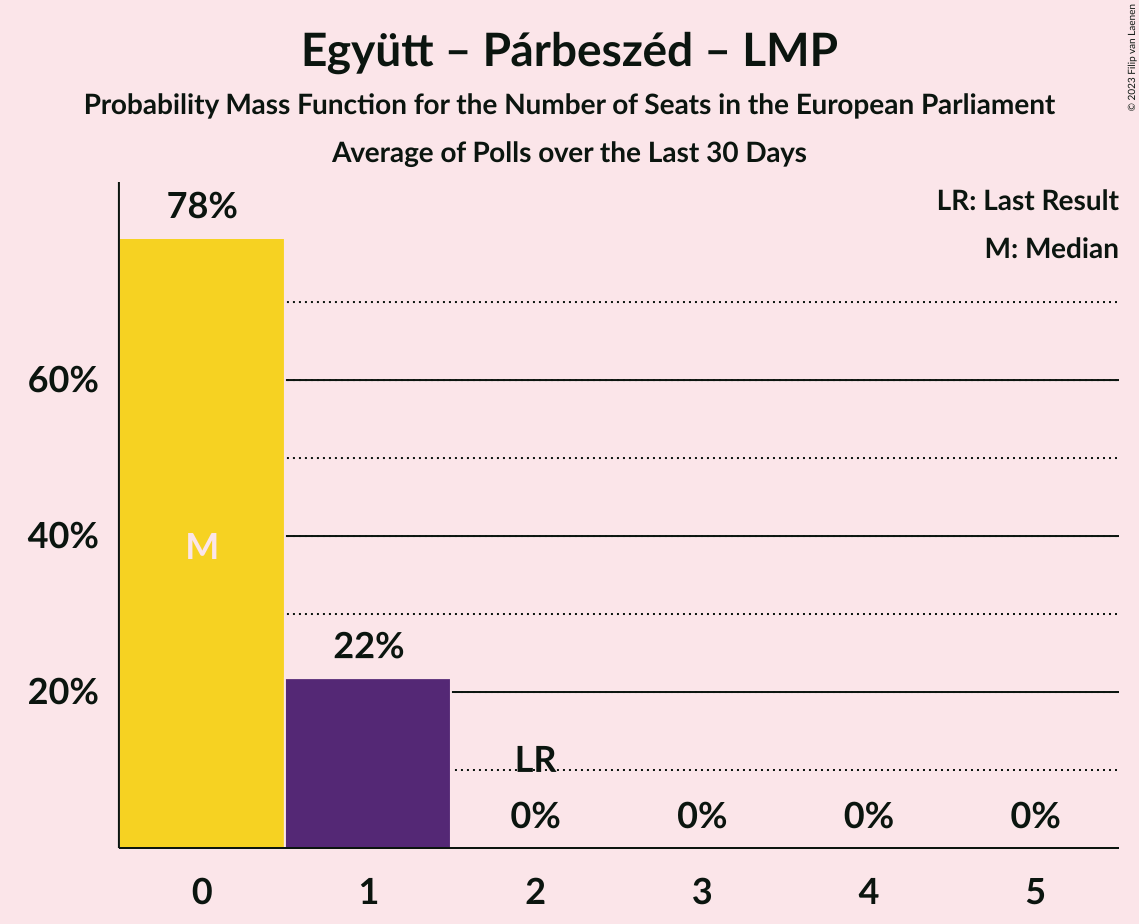 Együtt – Párbeszéd – LMP
Probability Mass Function for the Number of Seats in the European Parliament
Average of Polls over the Last 30 Days
© 2023 Filip van Laenen
LR: Last Result
M: Median
78%
60%
40%
20%
M
22%
LR
0%
0%
0%
0%
0
1
2
3
4
5